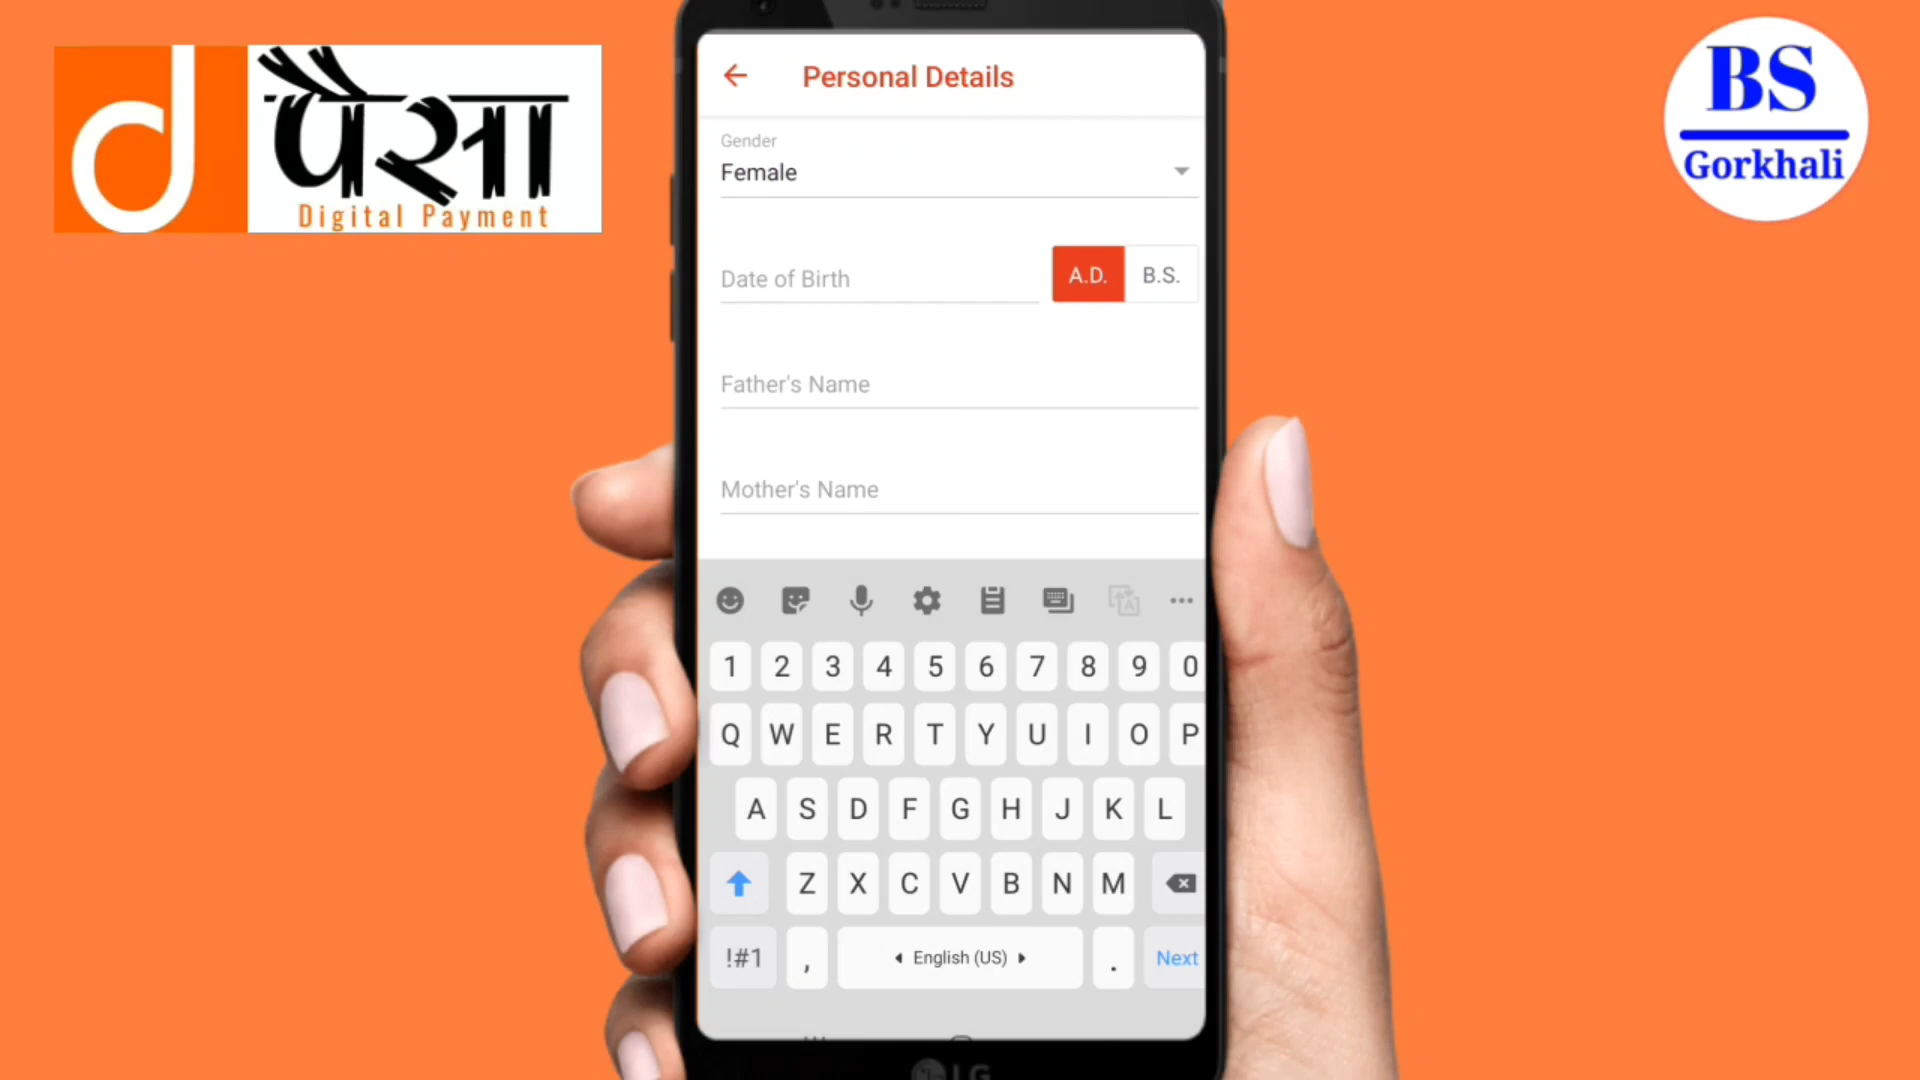 d
पैसा
Digital Payment
BS
Gorkhali
Personal Details
Gender
Female
Date of Birth
A.D.
B.S.
Father's Name
Mother's Name
1 2 3 4 5 6 7 8 9 0
Q W E R T Y U I O P
A S D F G H J K L
Z X C V B N M
!#1 , English (US) . Next
LG